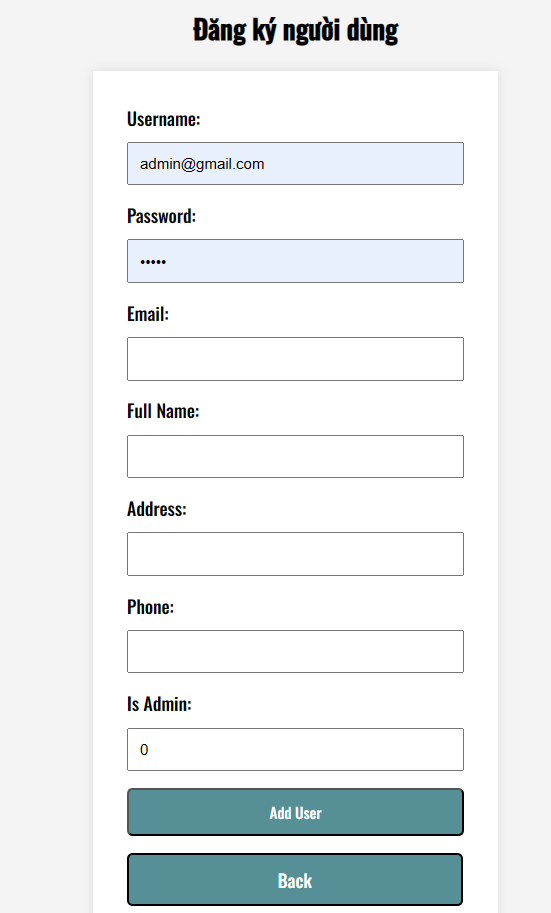 Đăng ký người dùng
Username:
admin@gmail.com
Password:
•••••
Email:
Full Name:
Address:
Phone:
Is Admin:
0
Add User
Back